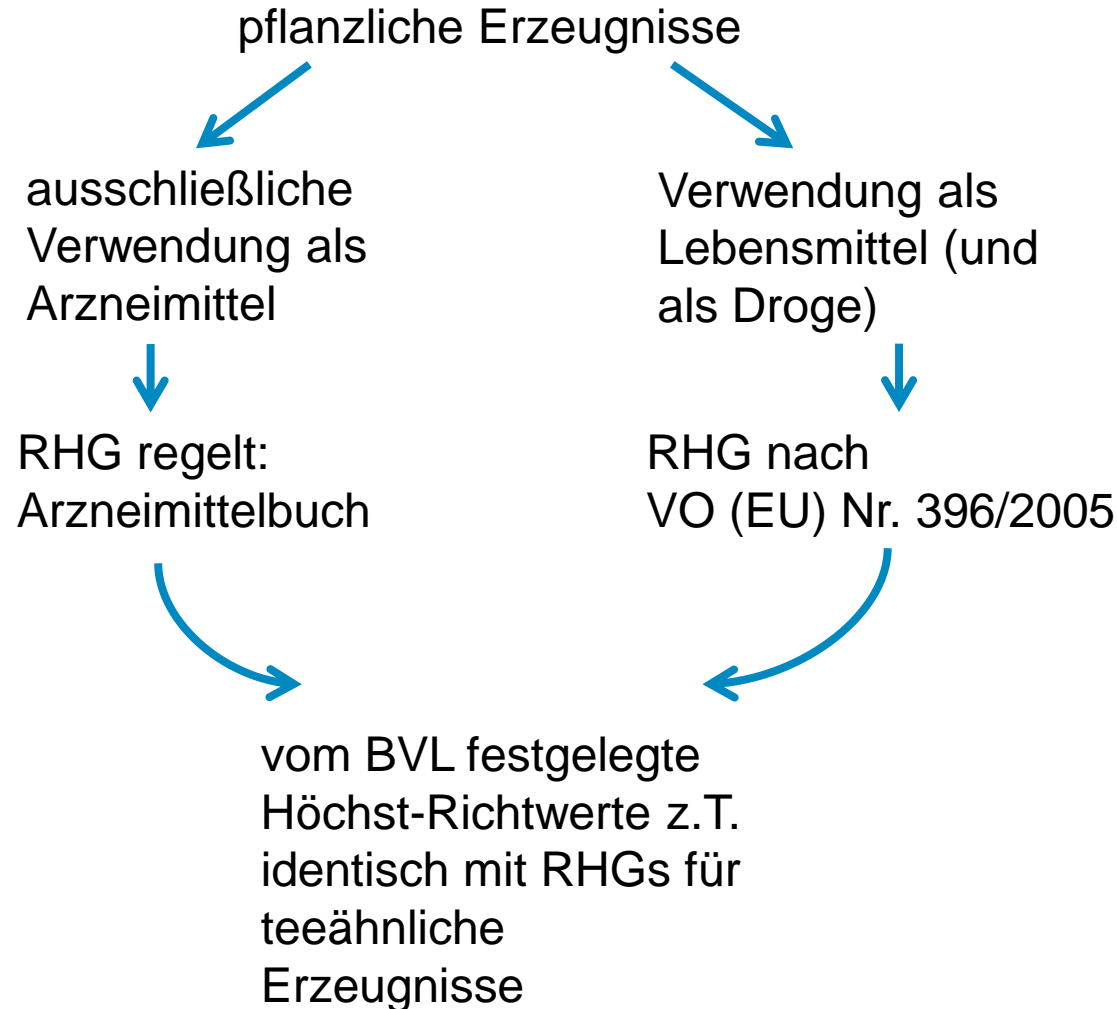 pflanzliche Erzeugnisse
ausschließliche
Verwendung als
Arzneimittel
Verwendung als
Lebensmittel (und
als Droge)
RHG regelt:
Arzneimittelbuch
RHG nach
VO (EU) Nr. 396/2005
vom BVL festgelegte
Höchst-Richtwerte z.T.
identisch mit RHGs für
teeähnliche
Erzeugnisse